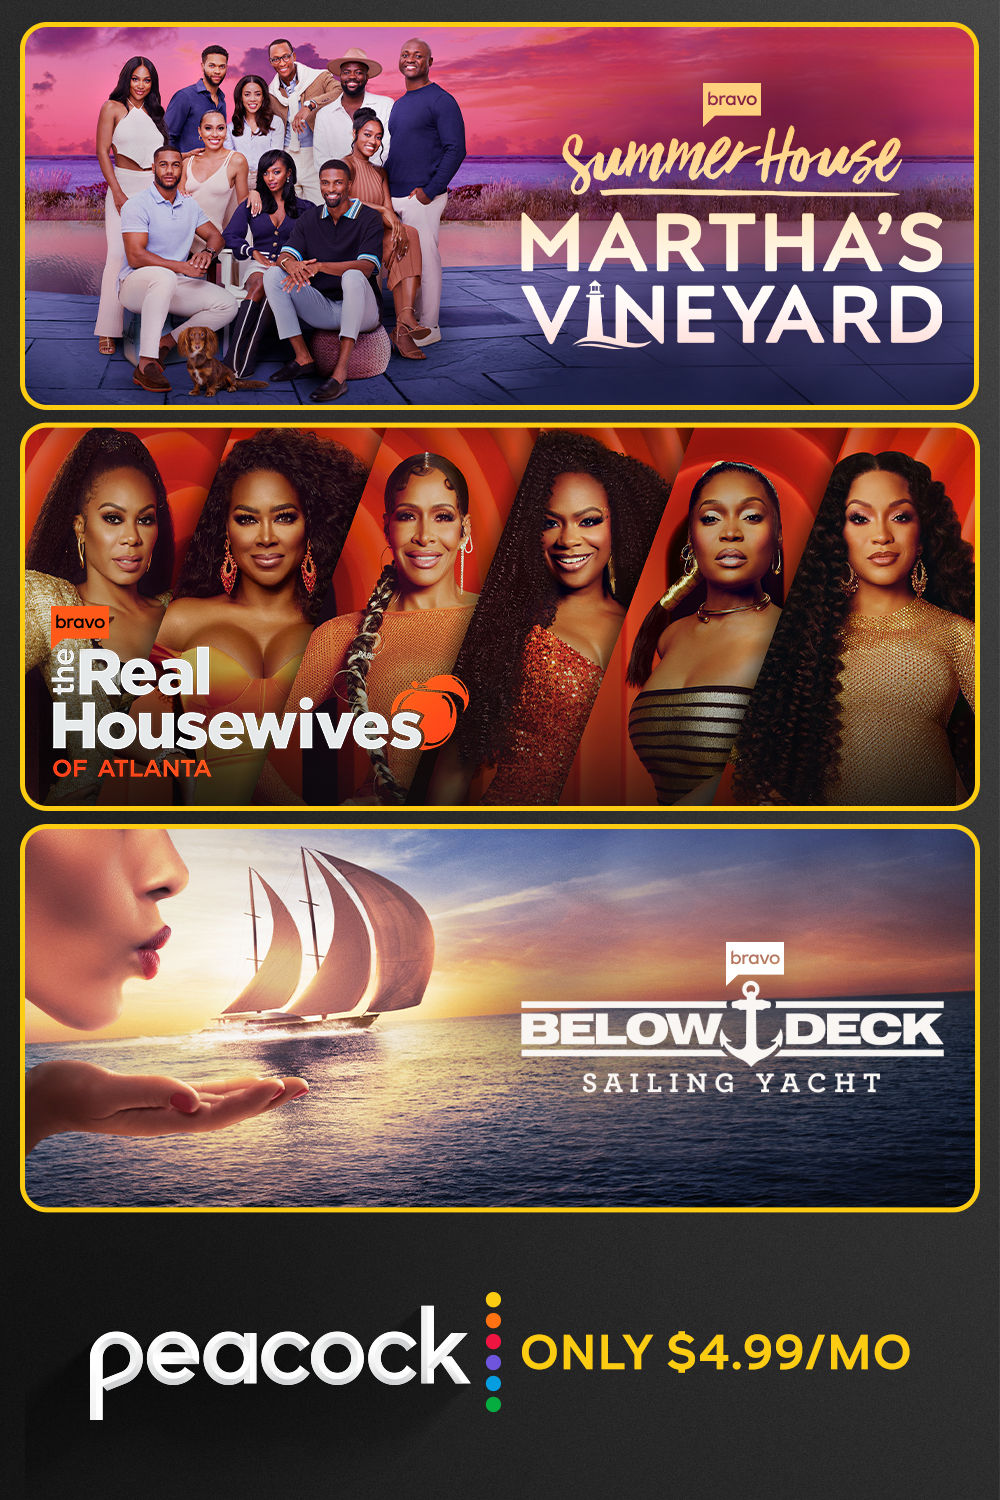 bravo
Summer House
MARTHA'S
VINEYARD
bravo
the Real
Housewives
OF ATLANTA
bravo
BELOW DECK
SAILING YACHT
peacock ONLY $4.99/MO